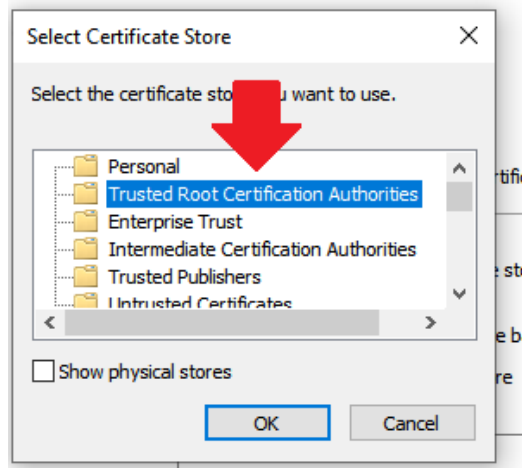 Select Certificate Store
Select the certificate want to use.
Personal
Trusted Root Certification Authorities
Enterprise Trust
Intermediate Certification Authorities
Trusted Publishers
Untrusted Certificates
Show physical stores
OK
Cancel